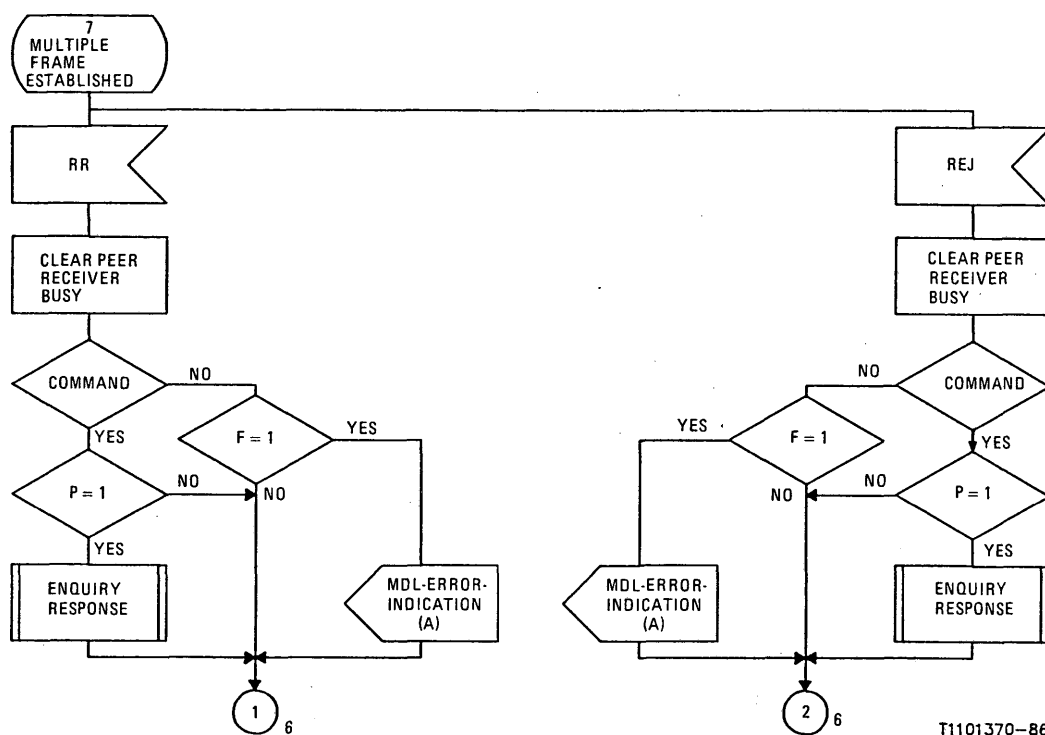 7
MULTIPLE
FRAME
ESTABLISHED
RR
REJ
CLEAR PEER
RECEIVER
BUSY
CLEAR PEER
RECEIVER
BUSY
COMMAND
NO
NO
COMMAND
YES
F = 1
YES
YES
F = 1
YES
P = 1
NO
NO
NO
NO
P = 1
YES
YES
ENQUIRY
RESPONSE
MDL-ERROR-
INDICATION
(A)
MDL-ERROR-
INDICATION
(A)
ENQUIRY
RESPONSE
1
6
2
6
T1101370-86